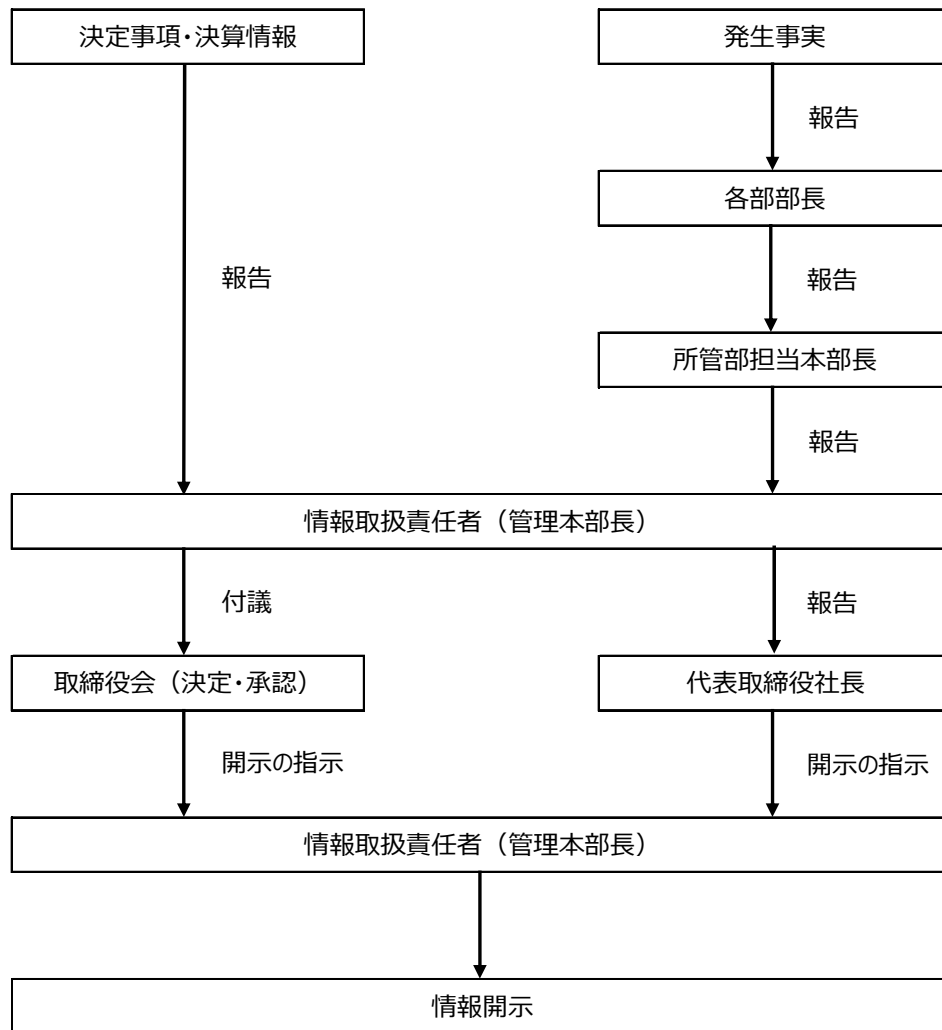 決定事項・決算情報
発生事実
報告
各部部長
報告
報告
所管部担当本部長
報告
情報取扱責任者（管理本部長）
付議
報告
取締役会（決定・承認）
代表取締役社長
開示の指示
開示の指示
情報取扱責任者（管理本部長）
情報開示